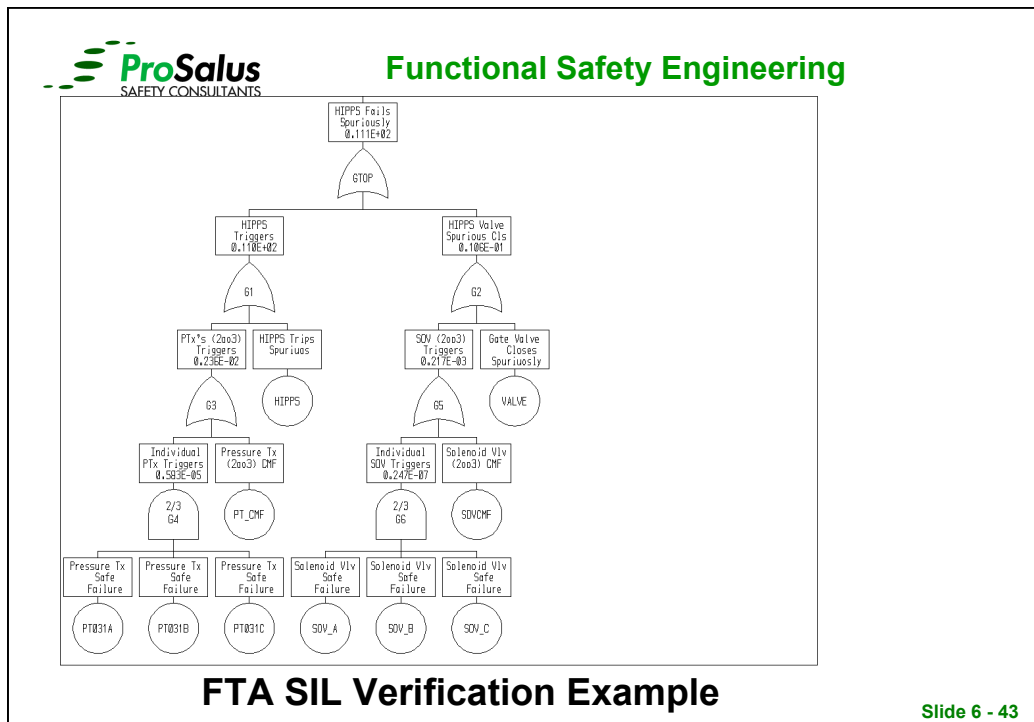 ProSalus
SAFETY CONSULTANTS
Functional Safety Engineering
HIPPS Fails
Spuriously
0.111E+02
GTOP
HIPPS
Triggers
0.110E+02
HIPPS Valve
Spurious Cls
0.106E-01
G1
G2
PTx's (2oo3)
Triggers
0.236E-02
HIPPS Trips
Spuriuos
SOV (2oo3)
Triggers
0.217E-03
Gate Valve
Closes
Spuriuosly
G3
HIPPS
G5
VALVE
Individual
PTx Triggers
0.583E-05
Pressure Tx
(2oo3) CMF
Individual
SOV Triggers
0.247E-07
Solenoid Vlv
(2oo3) CMF
2/3
G4
PT_CMF
2/3
G6
SOVCMF
Pressure Tx
Safe
Failure
Pressure Tx
Safe
Failure
Pressure Tx
Safe
Failure
Solenoid Vlv
Safe
Failure
Solenoid Vlv
Safe
Failure
Solenoid Vlv
Safe
Failure
PT031A
PT031B
PT031C
SOV_A
SOV_B
SOV_C
FTA SIL Verification Example
Slide 6 - 43